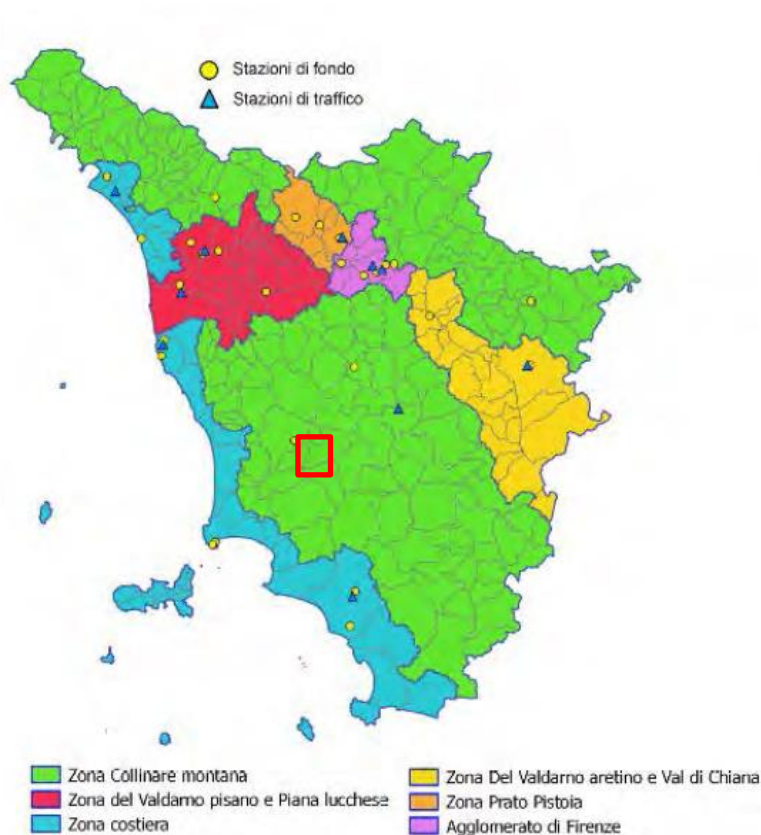 Stazioni di fondo
Stazioni di traffico
Zona Collinare montana
Zona del Valdarno pisano e Piana lucchese
Zona costiera
Zona Del Valdarno aretino e Val di Chiana
Zona Prato Pistoia
Agglomerato di Firenze